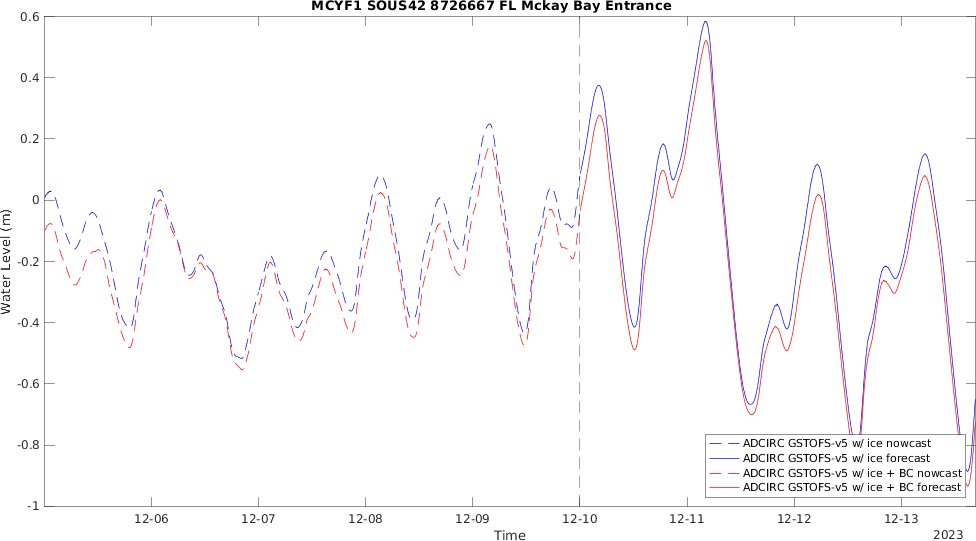 MCYF1 SOUS42 8726667 FL Mckay Bay Entrance
0.6
0.4
0.2
0
-0.2
-0.4
-0.6
-0.8
-1
Water Level (m)
ADCIRC GSTOFS-v5 w/ ice nowcast
ADCIRC GSTOFS-v5 w/ ice forecast
ADCIRC GSTOFS-v5 w/ ice + BC nowcast
ADCIRC GSTOFS-v5 w/ ice + BC forecast
12-06 12-07 12-08 12-09 12-10 12-11 12-12 12-13
Time
2023